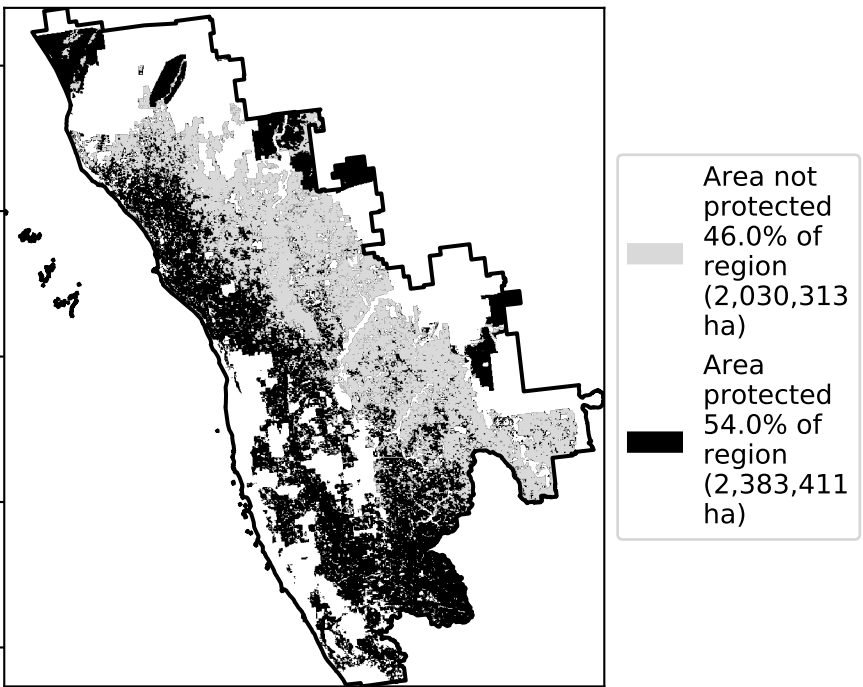 Area not
protected
46.0% of
region
(2,030,313
ha)
Area
protected
54.0% of
region
(2,383,411
ha)